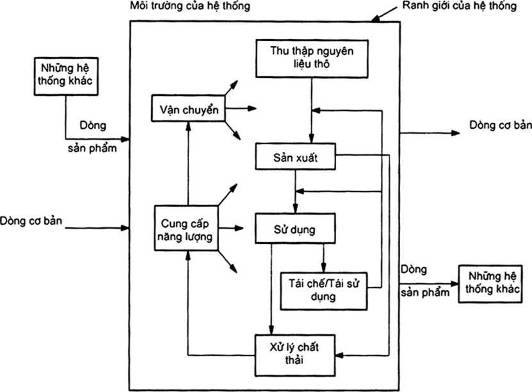 Môi trường của hệ thống
Ranh giới của hệ thống
Những hệ
thống khác
Thu thập nguyên
liệu thô
Vận chuyển
Dòng
sản phẩm
Dòng cơ bản
Sản xuất
Dòng cơ bản
Cung cấp
năng lượng
Sử dụng
Tái chế/Tái sử
dụng
Dòng
sản phẩm
Những hệ
thống khác
Xử lý chất
thải